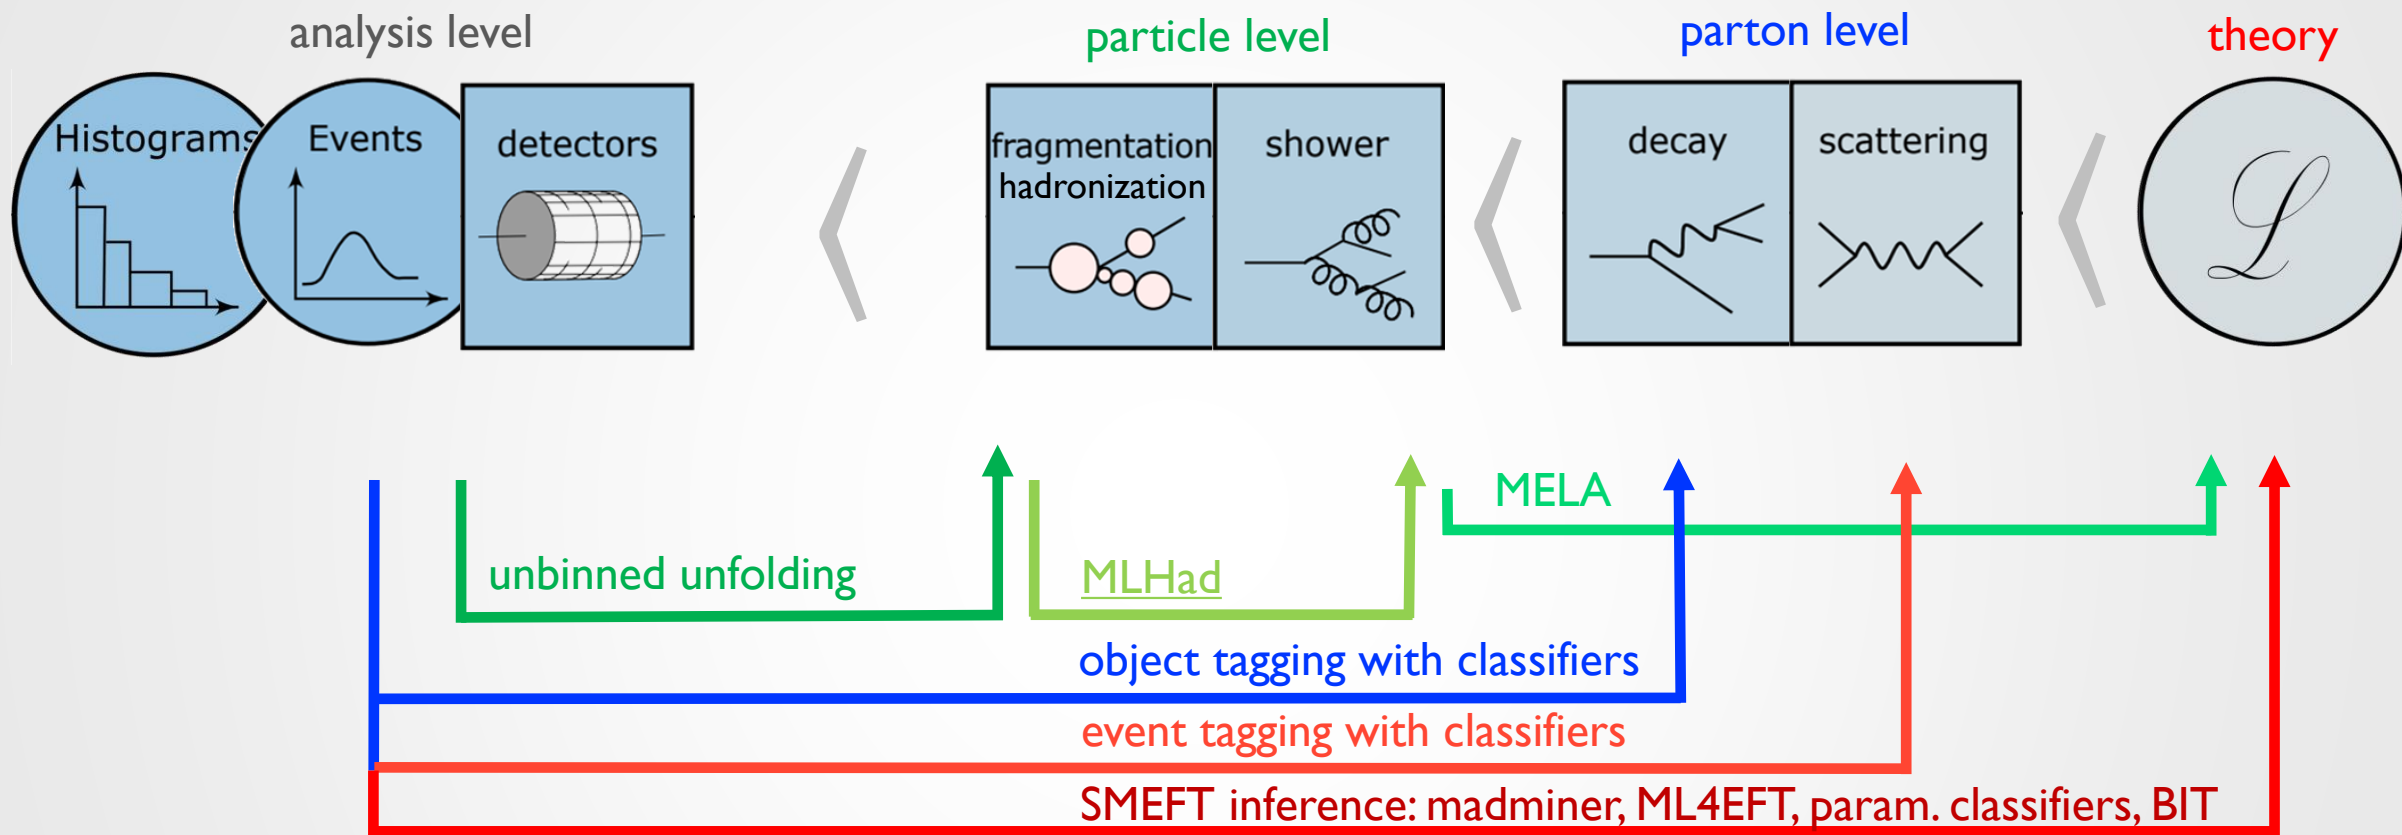 analysis level
particle level
parton level
theory
Histograms
Events
detectors
fragmentation
hadronization
shower
decay
scattering
ℒ
MELA
unbinned unfolding
MLHad
object tagging with classifiers
event tagging with classifiers
SMEFT inference: madminer, ML4EFT, param. classifiers, BIT